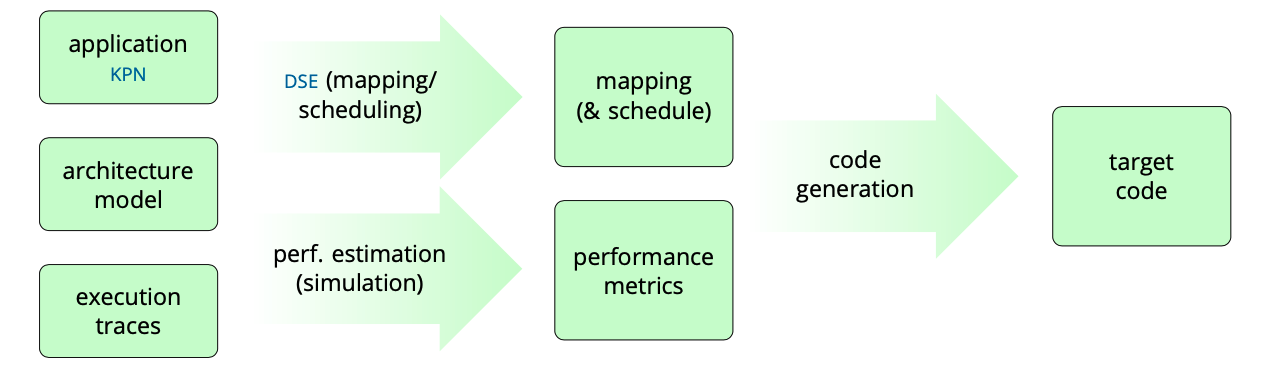 application
KPN
architecture
model
execution
traces
DSE (mapping/
scheduling)
perf. estimation
(simulation)
mapping
(& schedule)
performance
metrics
code
generation
target
code